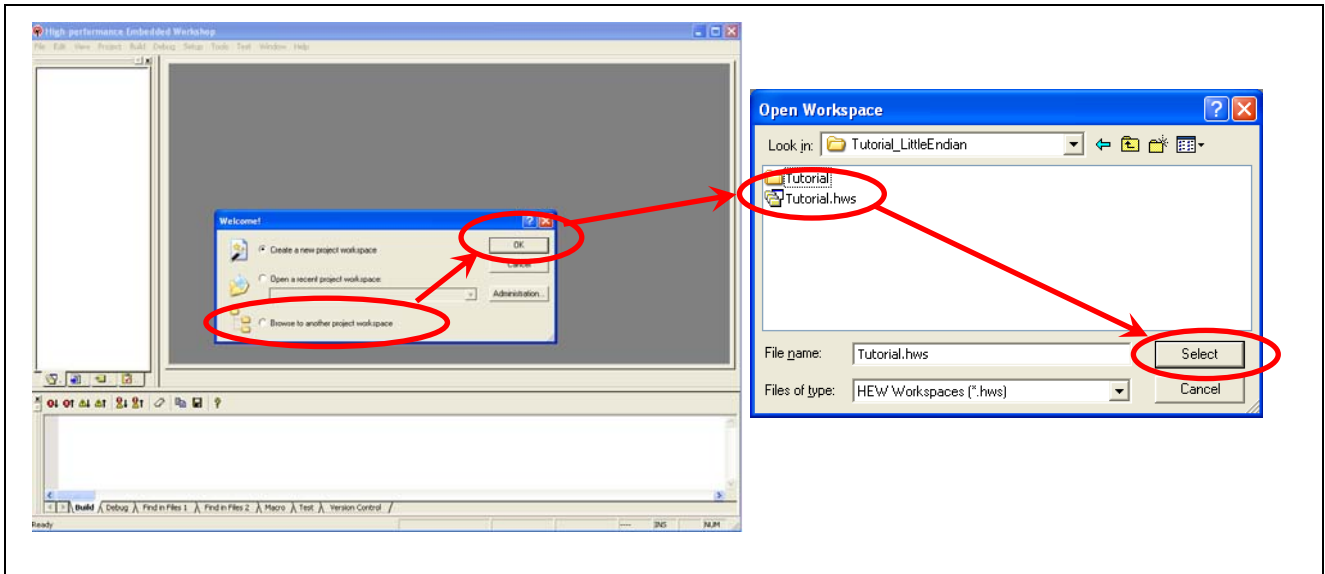 High-performance Embedded Workshop
File Edit View Project Build Debug Setup Tools Test Window Help
Welcome!
Create a new project workspace
OK
Cancel
Open a recent project workspace:
Administration...
Browse to another project workspace
Build Debug Find in Files 1 Find in Files 2 Macro Test Version Control
Ready
INS NUM
Open Workspace
Look in: Tutorial_LittleEndian
Tutorial
Tutorial.hws
File name: Tutorial.hws
Select
Files of type: HEW Workspaces (*.hws)
Cancel